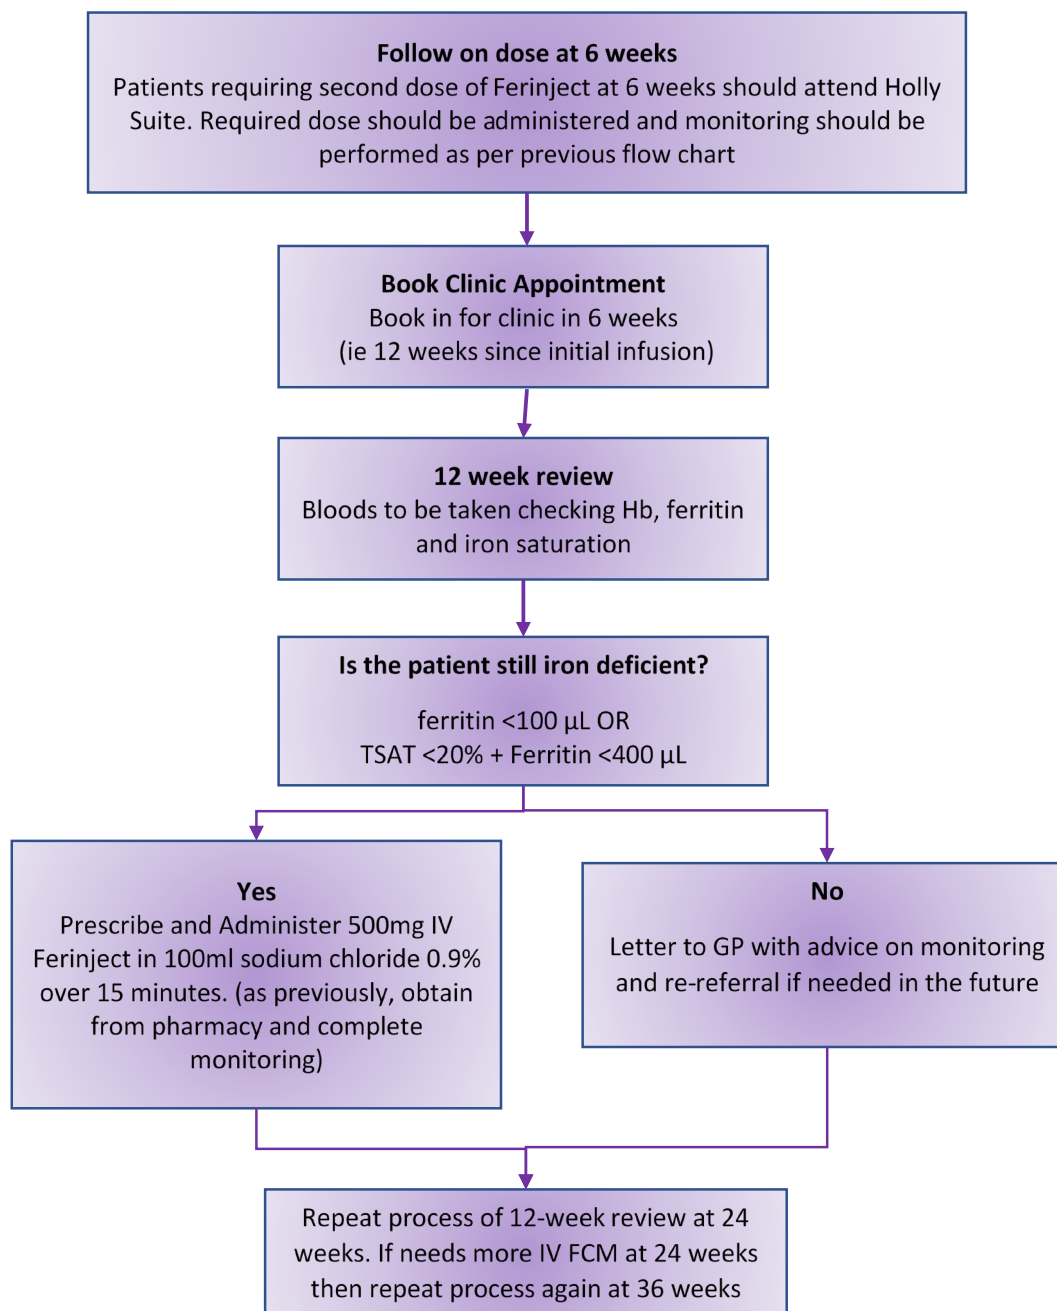 Follow on dose at 6 weeks
Patients requiring second dose of Ferinject at 6 weeks should attend Holly
Suite. Required dose should be administered and monitoring should be
performed as per previous flow chart
Book Clinic Appointment
Book in for clinic in 6 weeks
(ie 12 weeks since initial infusion)
12 week review
Bloods to be taken checking Hb, ferritin
and iron saturation
Is the patient still iron deficient?
ferritin <100 µL OR
TSAT <20% + Ferritin <400 µL
Yes
Prescribe and Administer 500mg IV
Ferinject in 100ml sodium chloride 0.9%
over 15 minutes. (as previously, obtain
from pharmacy and complete
monitoring)
No
Letter to GP with advice on monitoring
and re-referral if needed in the future
Repeat process of 12-week review at 24
weeks. If needs more IV FCM at 24 weeks
then repeat process again at 36 weeks